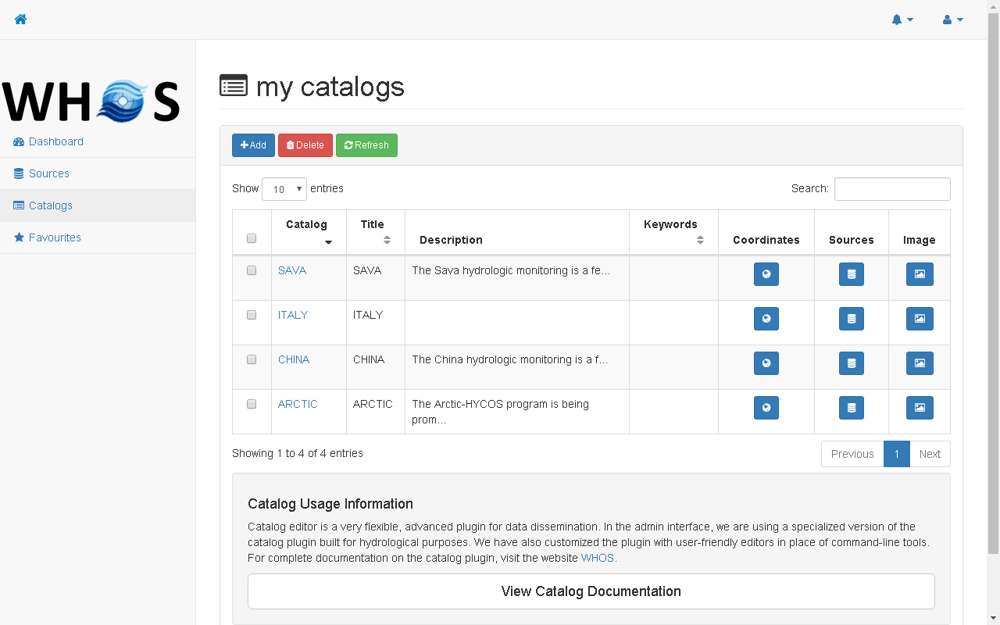 WHOS
Dashboard
Sources
Catalogs
Favourites
my catalogs
Add Delete Refresh
Show 10 entries Search:
Catalog Title Description Keywords Coordinates Sources Image
SAVA SAVA The Sava hydrologic monitoring is a fe...
ITALY ITALY
CHINA CHINA The China hydrologic monitoring is a f...
ARCTIC ARCTIC The Arctic-HYCOS program is being
prom...
Showing 1 to 4 of 4 entries Previous 1 Next
Catalog Usage Information
Catalog editor is a very flexible, advanced plugin for data dissemination. In the admin interface, we are using a specialized version of the
catalog plugin built for hydrological purposes. We have also customized the plugin with user-friendly editors in place of command-line tools.
For complete documentation on the catalog plugin, visit the website WHOS.
View Catalog Documentation